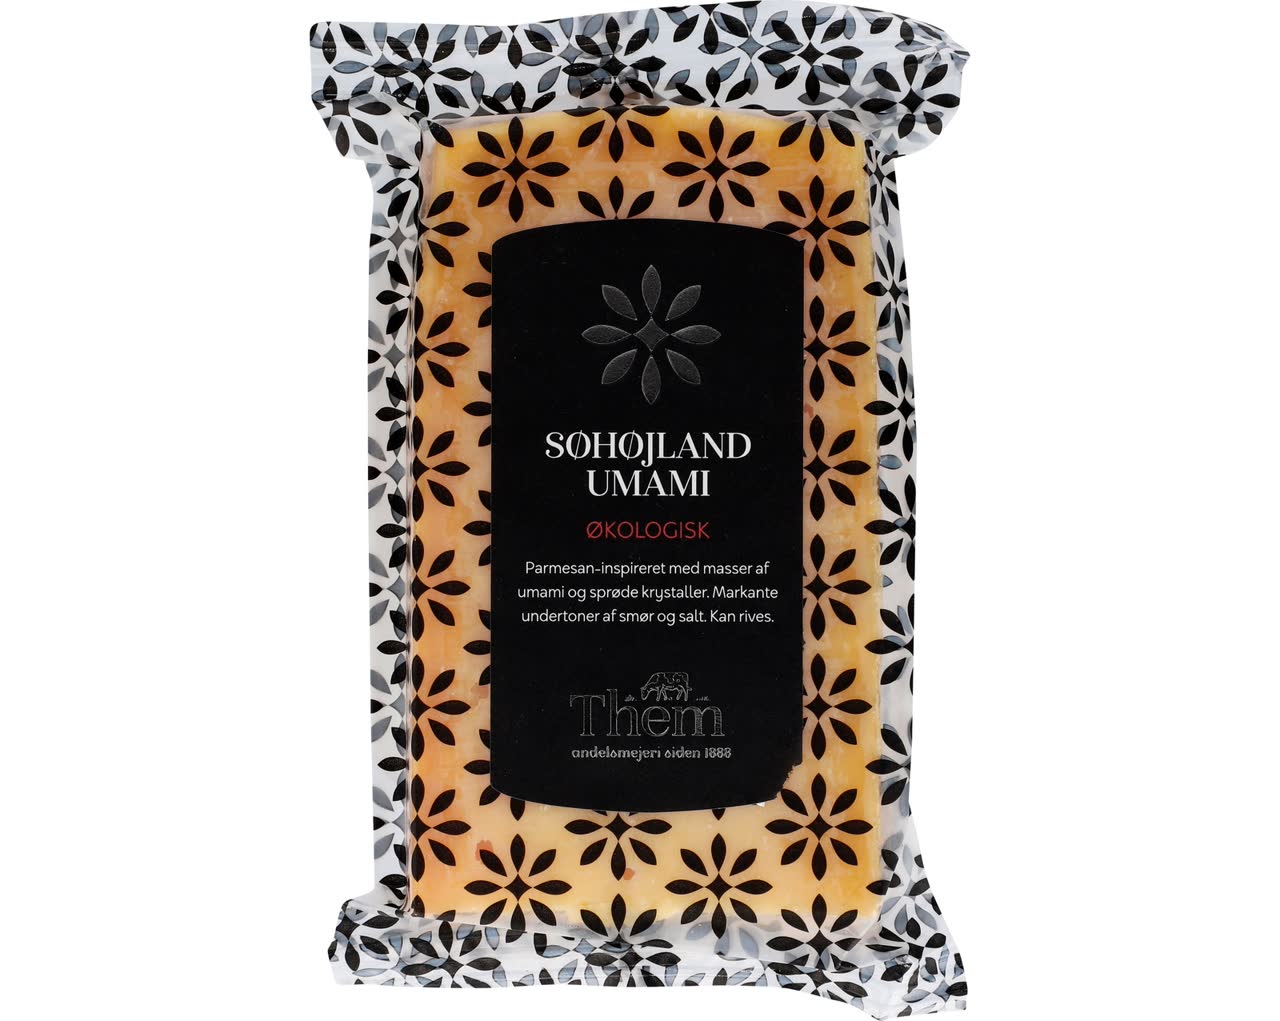 SØHØJLAND
UMAMI
ØKOLOGISK
Parmesan-inspireret med masser af
umami og sprøde krystaller. Markante
undertoner af smør og salt. Kan rives.
Them
andelsmejeri siden 1888